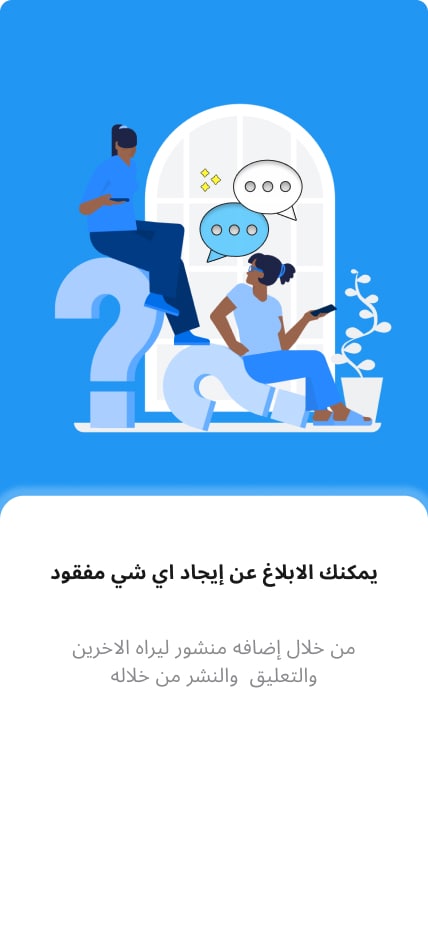 يمكنك الابلاغ عن إيجاد اي شي مفقود
من خلال إضافه منشور ليراه الاخرين
والتعليق والنشر من خلاله